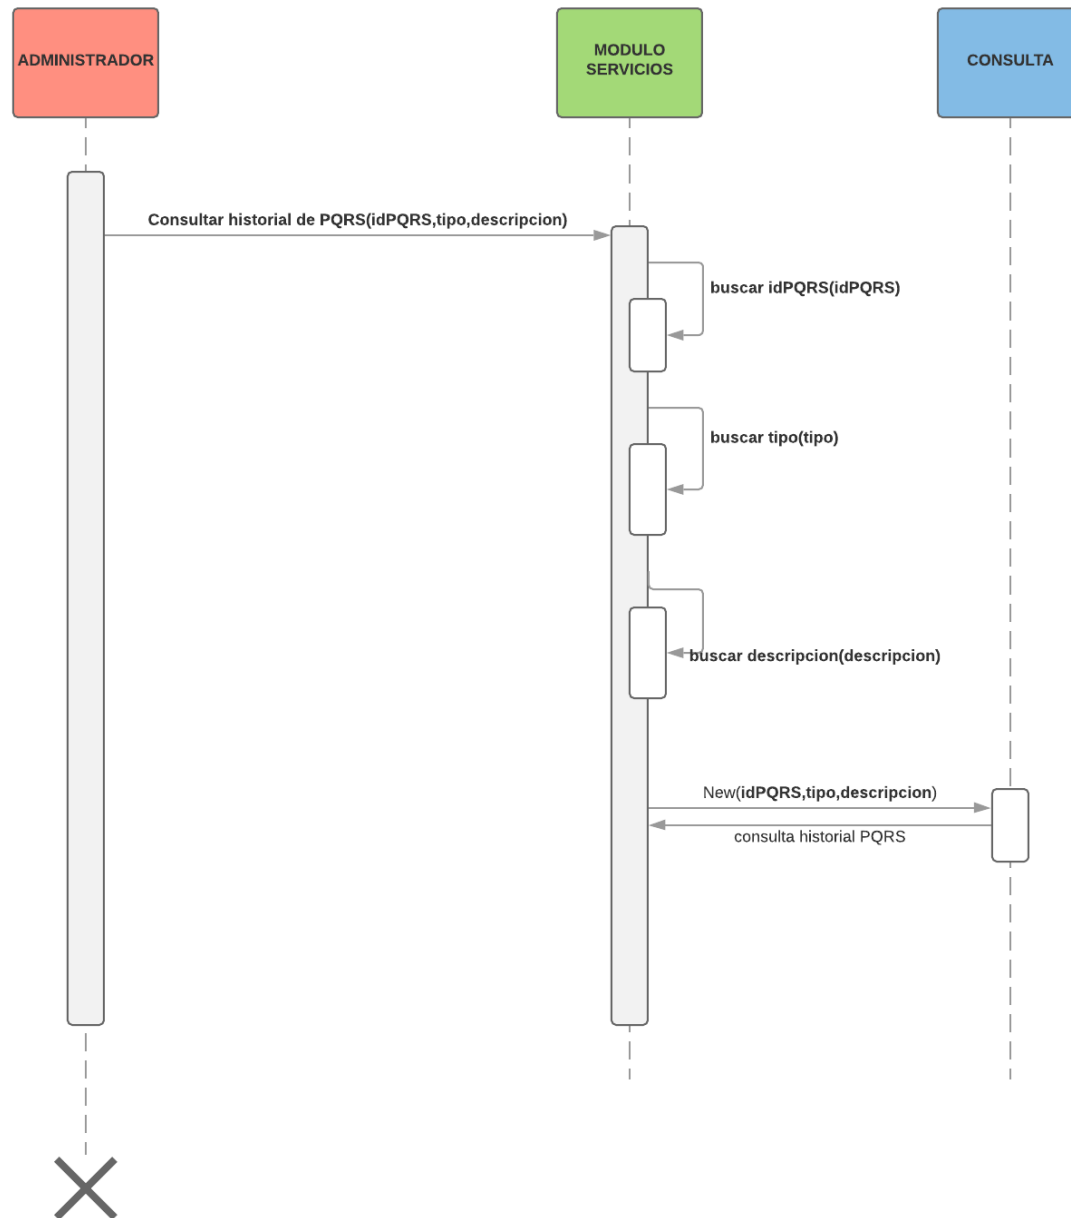 ADMINISTRADOR
MODULO
SERVICIOS
CONSULTA
Consultar historial de PQRS(idPQRS,tipo,descripcion)
buscar idPQRS(idPQRS)
buscar tipo(tipo)
buscar descripcion(descripcion)
New(idPQRS,tipo,descripcion)
consulta historial PQRS